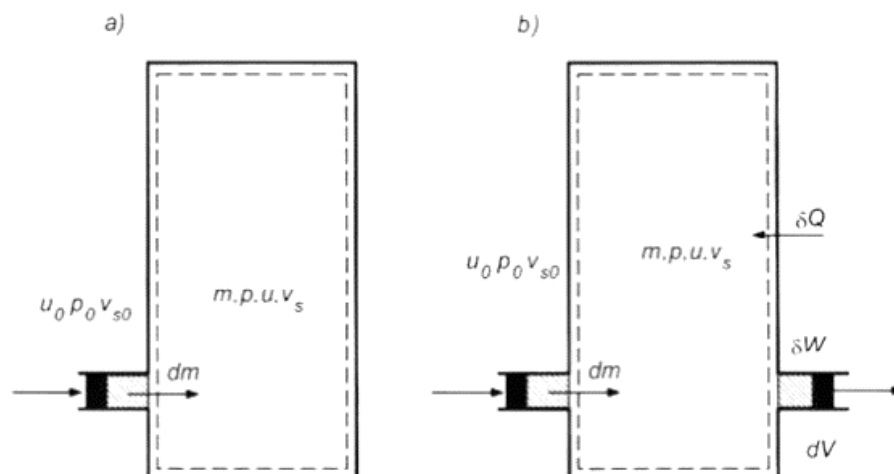 a)
u₀ p₀ vₛ₀
m.p.u.vₛ
dm
b)
u₀ p₀ vₛ₀
m.p.u.vₛ
δQ
δW
dm
dV